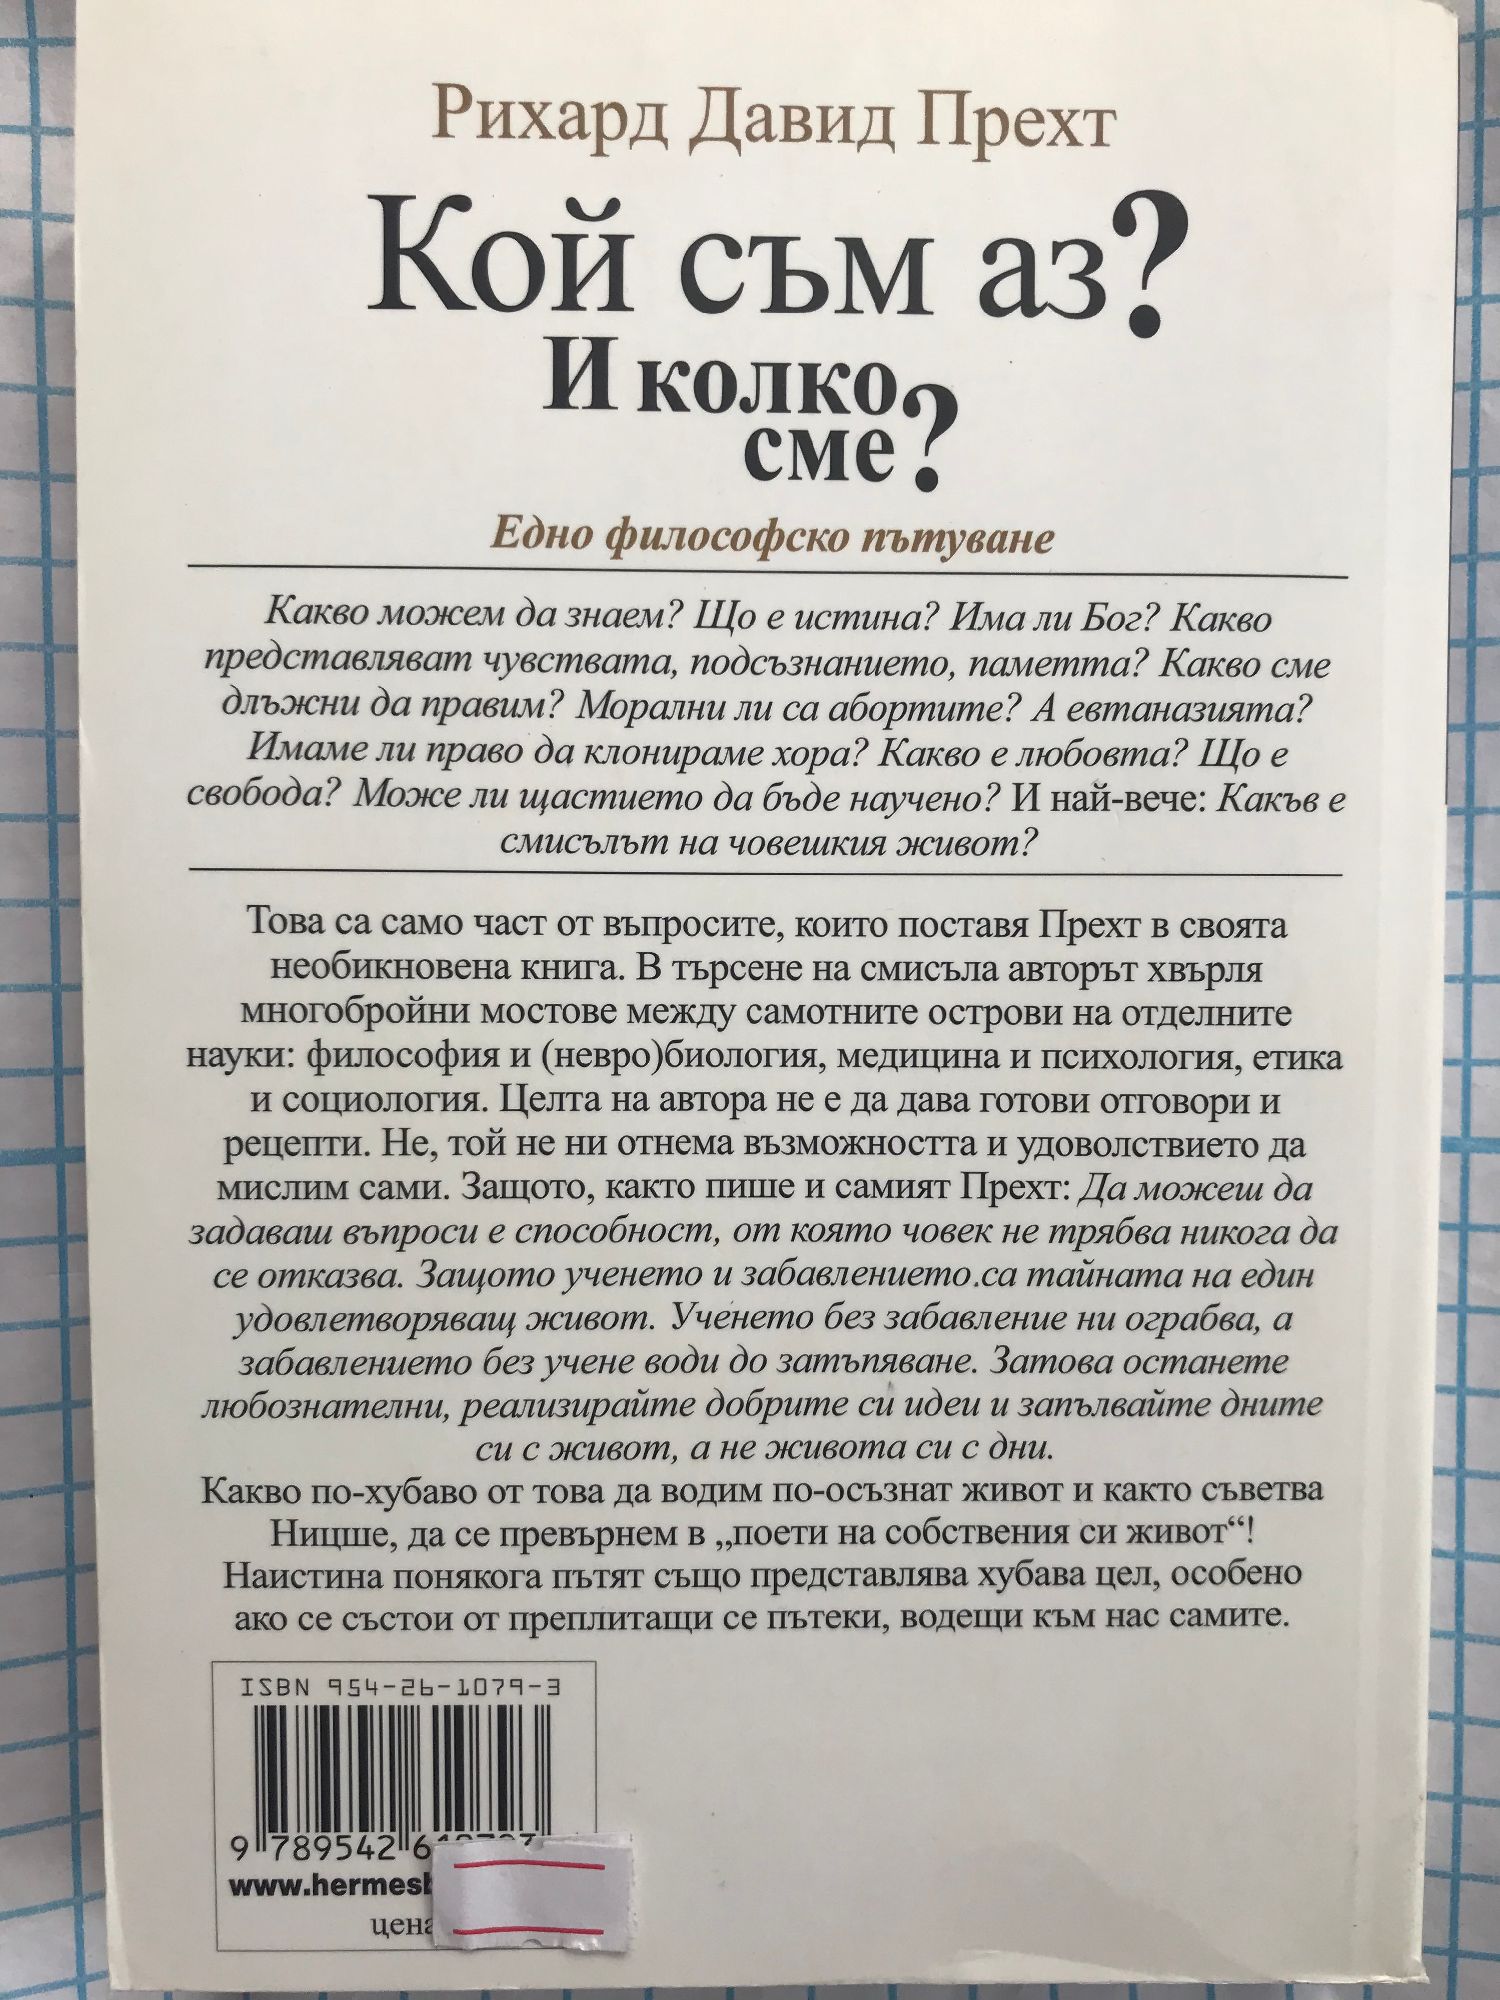 Рихард Давид Прехт
Кой съм аз?
И колко
сме?
Едно философско пътуване
Какво можем да знаем? Що е истина? Има ли Бог? Какво
представляват чувствата, подсъзнанието, паметта? Какво сме
длъжни да правим? Морални ли са абортите? А евтаназията?
Имаме ли право да клонираме хора? Какво е любовта? Що е
свобода? Може ли щастието да бъде научено? И най-вече: Какъв е
смисълът на човешкия живот?
Това са само част от въпросите, които поставя Прехт в своята
необикновена книга. В търсене на смисъла авторът хвърля
многобройни мостове между самотните острови на отделните
науки: философия и (невро)биология, медицина и психология, етика
и социология. Целта на автора не е да дава готови отговори и
рецепти. Не, той не ни отнема възможността и удоволствието да
мислим сами. Защото, както пише и самият Прехт: Да можеш да
задаваш въпроси е способност, от която човек не трябва никога да
се отказва. Защото ученето и забавлението са тайната на един
удовлетворяващ живот. Ученето без забавление ни ограбва, а
забавлението без учене води до затъпяване. Затова останете
любознателни, реализирайте добрите си идеи и запълвайте дните
си с живот, а не живота си с дни.
Какво по-хубаво от това да водим по-осъзнат живот и както съветва
Ницше, да се превърнем в „поети на собствения си живот“!
Наистина понякога пътят също представлява хубава цел, особено
ако се състои от преплитащи се пътеки, водещи към нас самите.
ISBN 954-26-1079-3
9 789542 6
www.hermesb
цена